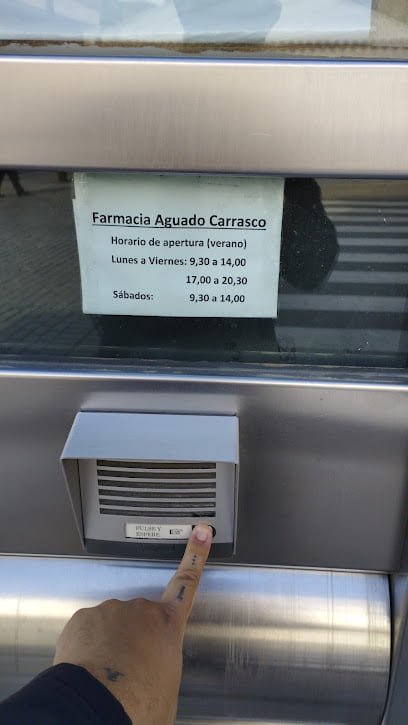 Farmacia Aguado Carrasco
Horario de apertura (verano)
Lunes a Viernes: 9,30 a 14,00
17,00 a 20,30
Sábados: 9,30 a 14,00
PULSE Y
ESPERE